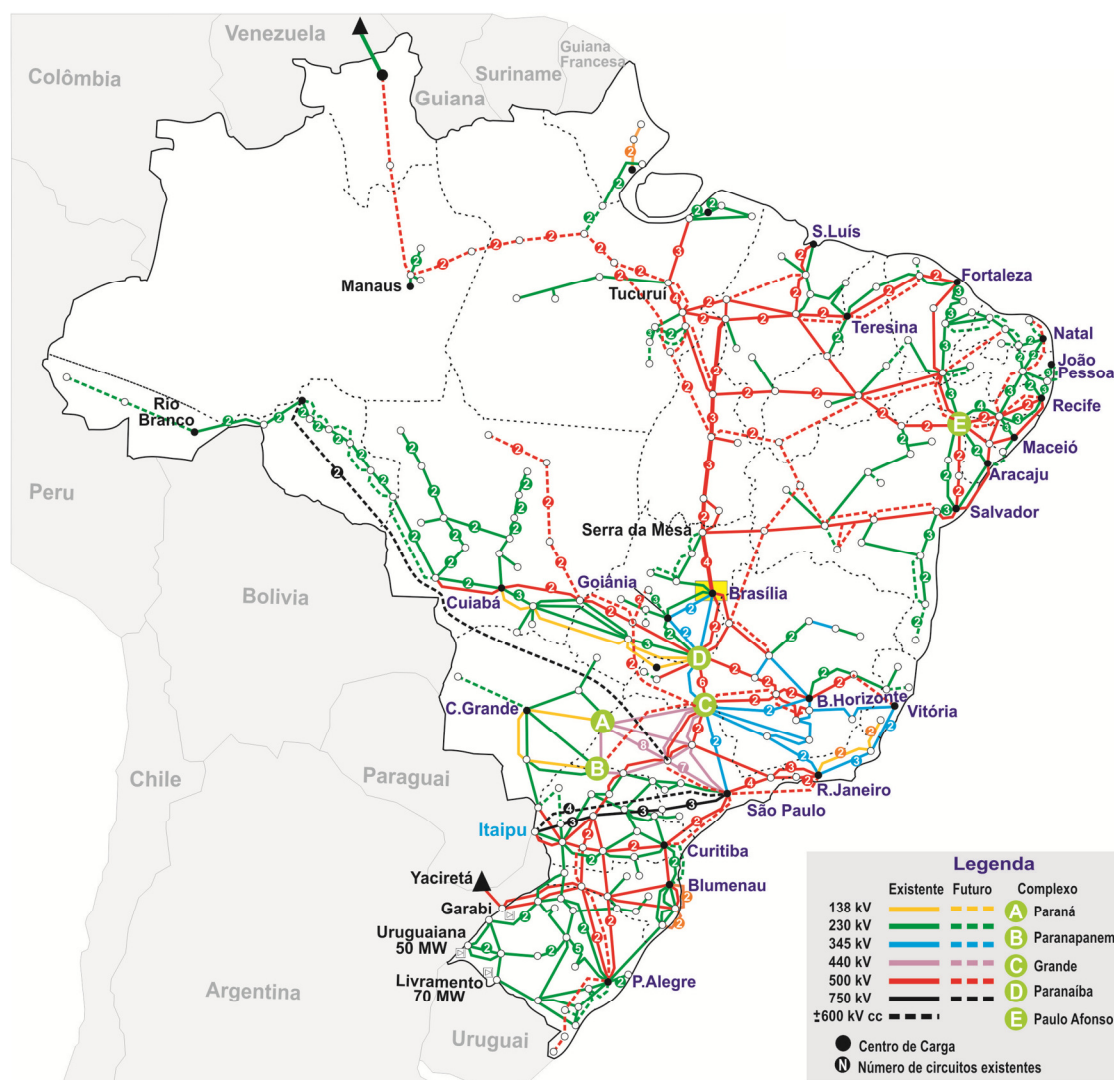 Venezuela
Guiana
Francesa
Colômbia
Suriname
Guiana
S.Luís
Fortaleza
Manaus
Tucuruí
Teresina
Natal
João
Pessoa
Rio
Branco
Recife
Maceió
Aracaju
Peru
Salvador
Serra da Mesa
Bolivia
Goiânia
Brasília
Cuiabá
E
D
C.Grande
C
B.Horizonte
Vitória
A
Chile
Paraguai
B
R.Janeiro
São Paulo
Itaipu
Curitiba
Yaciretá
Blumenau
Garabi
Uruguaiana
50 MW
Livramento
70 MW
P.Alegre
Argentina
Uruguai
Legenda
Existente Futuro Complexo
138 kV A Paraná
230 kV B Paranapanem
345 kV
440 kV C Grande
500 kV D Paranaíba
750 kV
±600 kV cc E Paulo Afonso
Centro de Carga
N Número de circuitos existentes